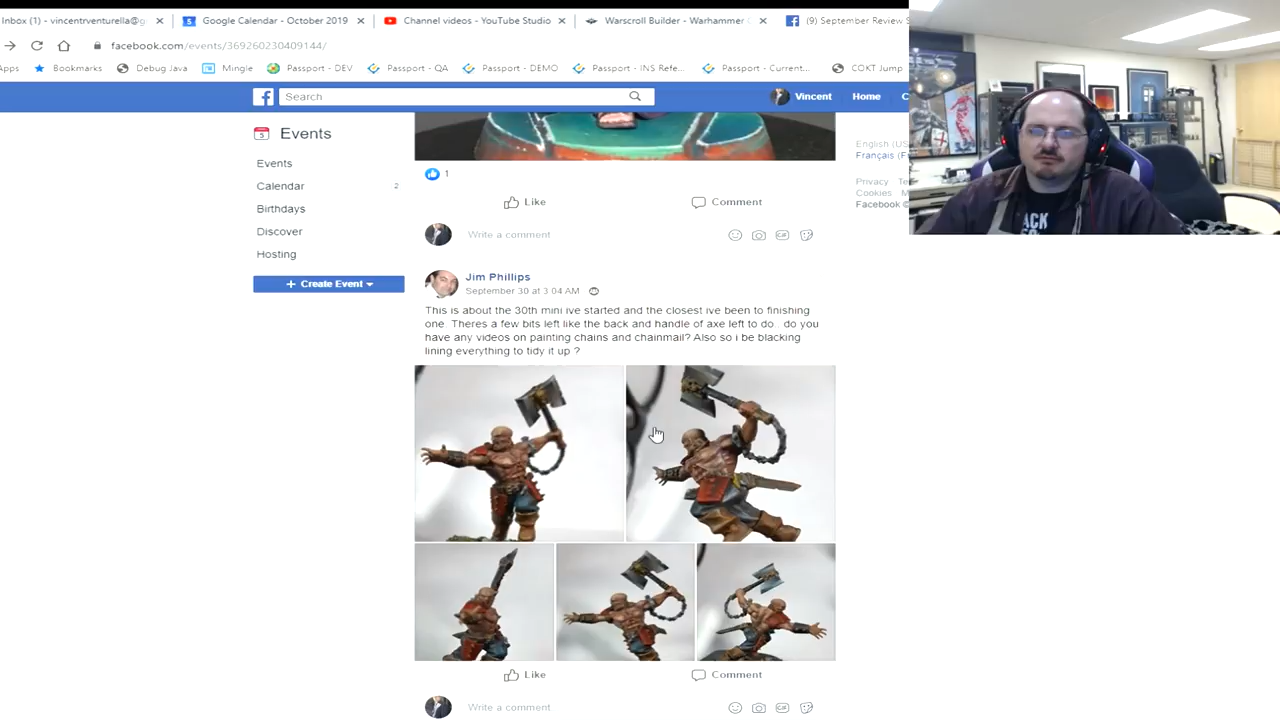 Inbox - vincentrventurella@g
Google Calendar - October 2019
Channel videos - YouTube Studio
Warscroll Builder - Warhammer
(9) September Review S
facebook.com/events/369260230409144/
Apps
Bookmarks
Debug Java
Mingle
Passport - DEV
Passport - QA
Passport - DEMO
Passport - INS Refe...
Passport - Current...
COKT Jump
Search
Vincent
Home
5
Events
Events
Calendar
2
Birthdays
Discover
Hosting
+ Create Event
English (US
Français (F
Privacy
Te
Cookies
M
Facebook ©
1
Like
Comment
Write a comment
GIF
Jim Phillips
September 30 at 3:04 AM
This is about the 30th mini ive started and the closest ive been to finishing
one. Theres a few bits left like the back and handle of axe left to do.. do you
have any videos on painting chains and chainmail? Also so i be blacking
lining everything to tidy it up ?
Like
Comment
Write a comment
GIF